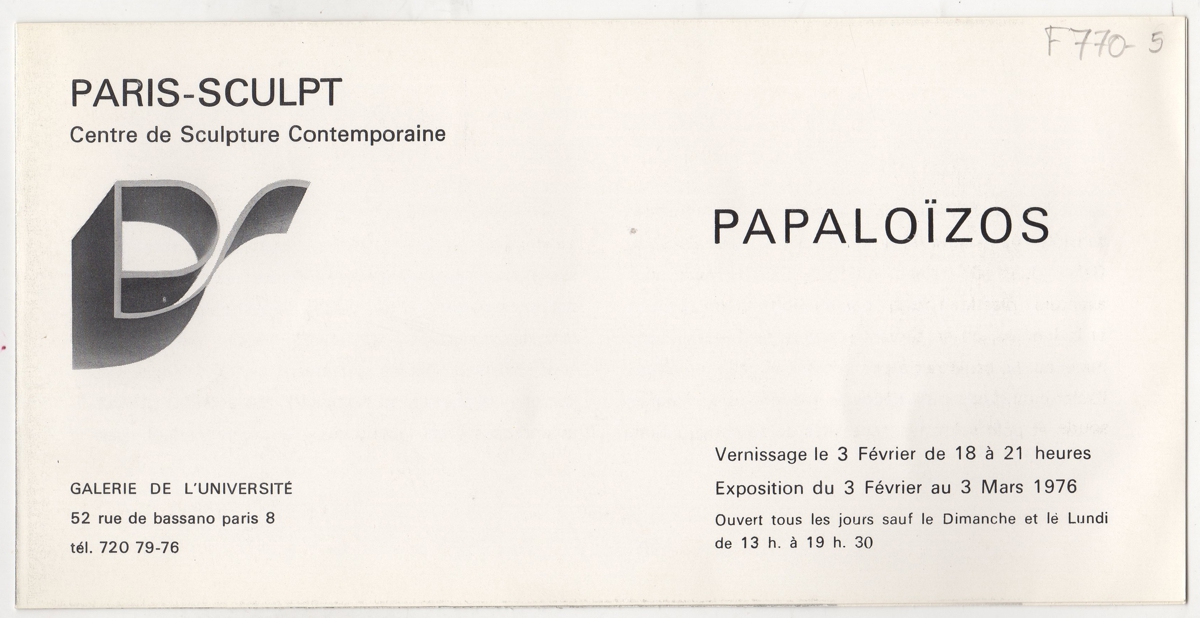 F770-5
PARIS-SCULPT
Centre de Sculpture Contemporaine
PAPALOÏZOS
GALERIE DE L'UNIVERSITÉ
52 rue de bassano paris 8
tél. 720 79-76
Vernissage le 3 Février de 18 à 21 heures
Exposition du 3 Février au 3 Mars 1976
Ouvert tous les jours sauf le Dimanche et le Lundi
de 13 h. à 19 h. 30